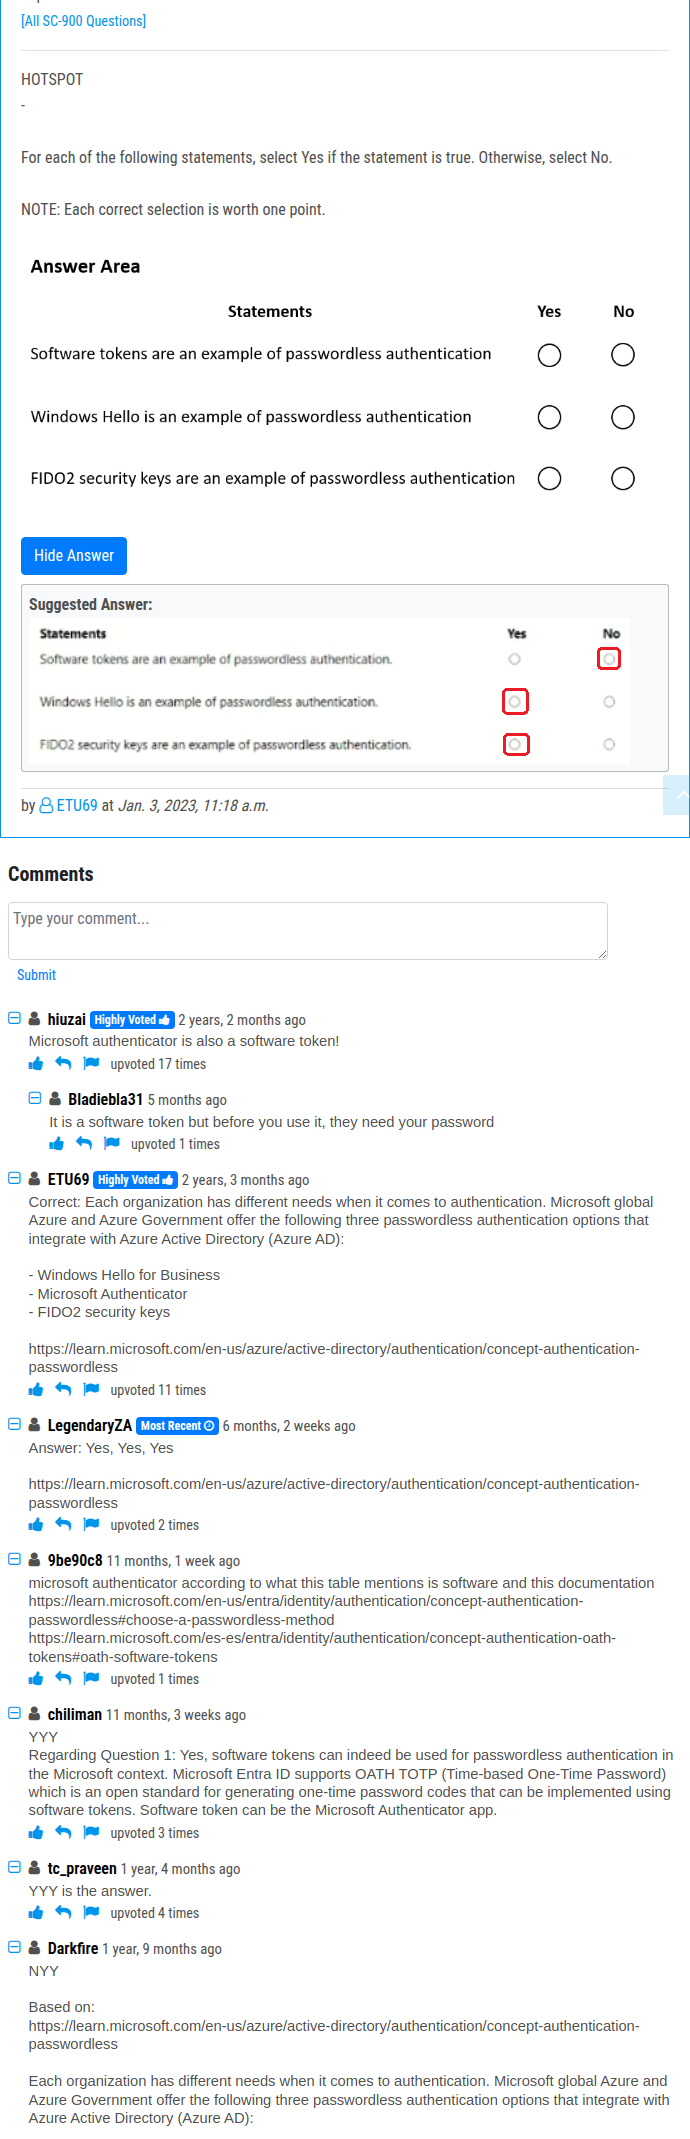 [All SC-900 Questions]
HOTSPOT
-
For each of the following statements, select Yes if the statement is true. Otherwise, select No.
NOTE: Each correct selection is worth one point.
Answer Area
Statements Yes No
Software tokens are an example of passwordless authentication
Windows Hello is an example of passwordless authentication
FIDO2 security keys are an example of passwordless authentication
Hide Answer
Suggested Answer:
Statements Yes No
Software tokens are an example of passwordless authentication.
Windows Hello is an example of passwordless authentication.
FIDO2 security keys are an example of passwordless authentication.
by ETU69 at Jan. 3, 2023, 11:18 a.m.
Comments
Type your comment...
Submit
hiuzai Highly Voted 2 years, 2 months ago
Microsoft authenticator is also a software token!
upvoted 17 times
Bladiebla31 5 months ago
It is a software token but before you use it, they need your password
upvoted 1 times
ETU69 Highly Voted 2 years, 3 months ago
Correct: Each organization has different needs when it comes to authentication. Microsoft global
Azure and Azure Government offer the following three passwordless authentication options that
integrate with Azure Active Directory (Azure AD):
- Windows Hello for Business
- Microsoft Authenticator
- FIDO2 security keys
https://learn.microsoft.com/en-us/azure/active-directory/authentication/concept-authentication-
passwordless
upvoted 11 times
LegendaryZA Most Recent 6 months, 2 weeks ago
Answer: Yes, Yes, Yes
https://learn.microsoft.com/en-us/azure/active-directory/authentication/concept-authentication-
passwordless
upvoted 2 times
9be90c8 11 months, 1 week ago
microsoft authenticator according to what this table mentions is software and this documentation
https://learn.microsoft.com/en-us/entra/identity/authentication/concept-authentication-
passwordless#choose-a-passwordless-method
https://learn.microsoft.com/es-es/entra/identity/authentication/concept-authentication-oath-
tokens#oath-software-tokens
upvoted 1 times
chiliman 11 months, 3 weeks ago
YYY
Regarding Question 1: Yes, software tokens can indeed be used for passwordless authentication in
the Microsoft context. Microsoft Entra ID supports OATH TOTP (Time-based One-Time Password)
which is an open standard for generating one-time password codes that can be implemented using
software tokens. Software token can be the Microsoft Authenticator app.
upvoted 3 times
tc_praveen 1 year, 4 months ago
YYY is the answer.
upvoted 4 times
Darkfire 1 year, 9 months ago
NYY
Based on:
https://learn.microsoft.com/en-us/azure/active-directory/authentication/concept-authentication-
passwordless
Each organization has different needs when it comes to authentication. Microsoft global Azure and
Azure Government offer the following three passwordless authentication options that integrate with
Azure Active Directory (Azure AD):